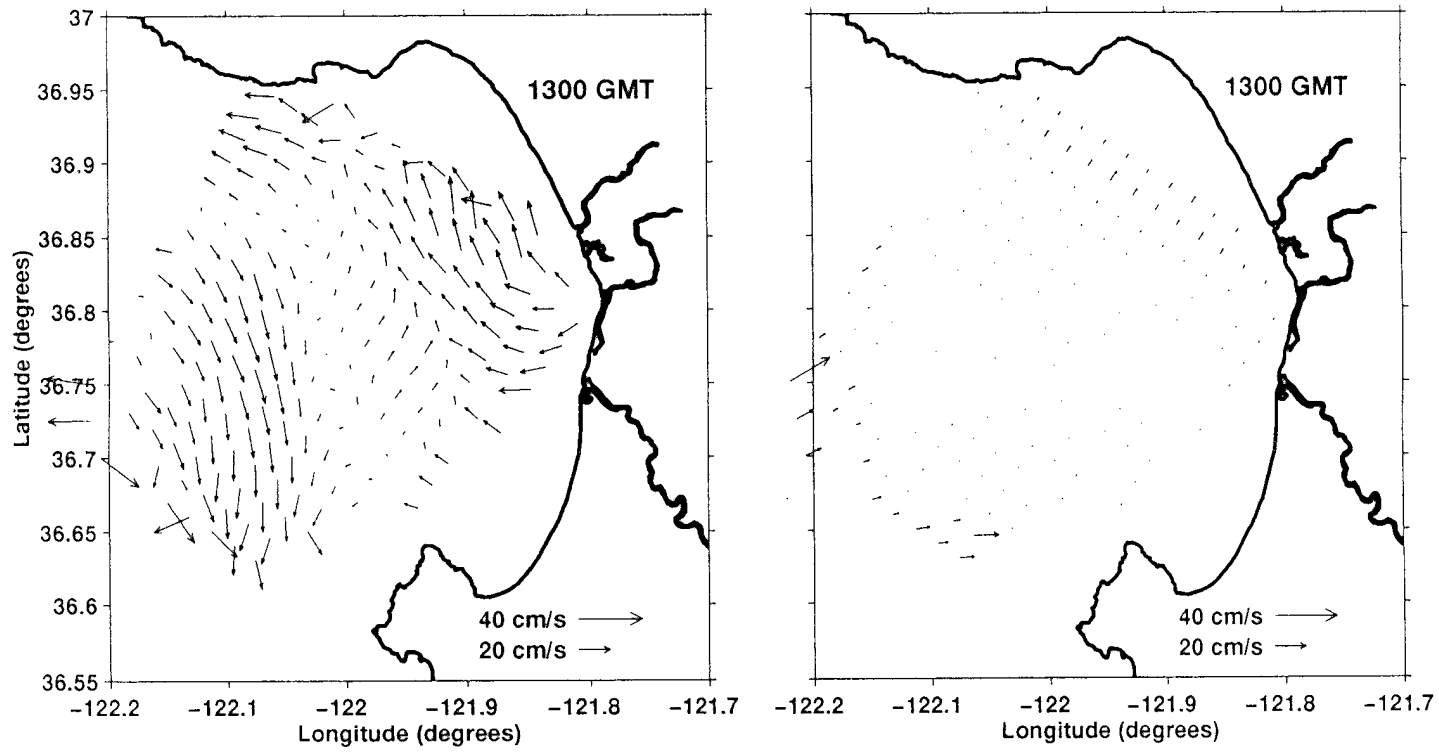 37
36.95
36.9
36.85
36.8
36.75
36.7
36.65
36.6
36.55
Latitude (degrees)
1300 GMT
40 cm/s
20 cm/s
-122.2 -122.1 -122 -121.9 -121.8 -121.7
Longitude (degrees)
1300 GMT
40 cm/s
20 cm/s
-122.2 -122.1 -122 -121.9 -121.8 -121.7
Longitude (degrees)